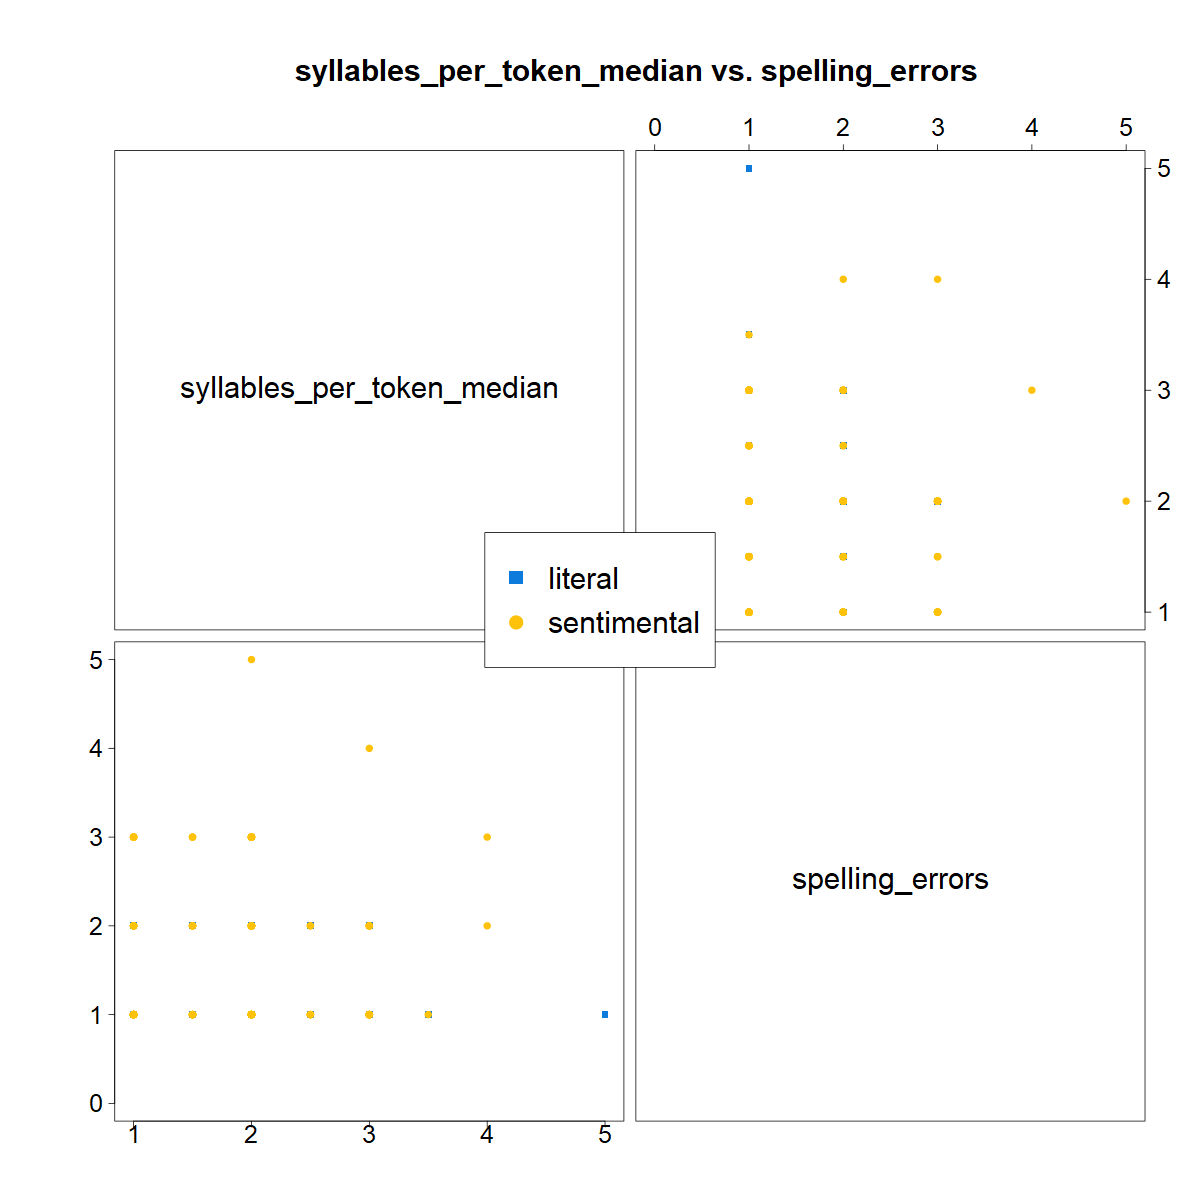 syllables_per_token_median vs. spelling_errors
0 1 2 3 4 5
syllables_per_token_median
5
4
3
2
1
literal
sentimental
5
4
3
2
1
0
spelling_errors
1 2 3 4 5